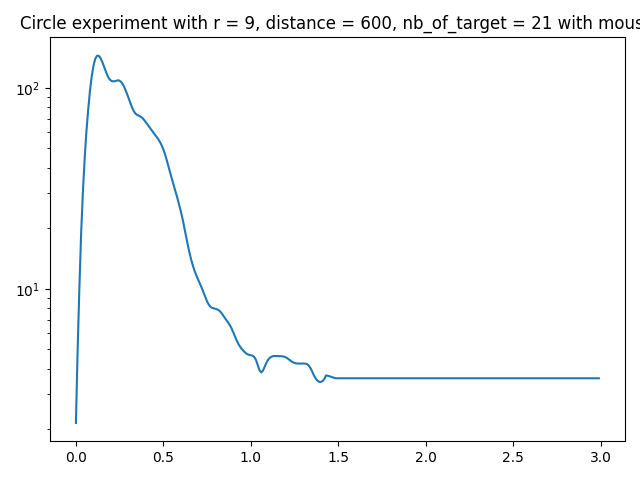 Circle experiment with r = 9, distance = 600, nb_of_target = 21 with mous
10²
10¹
0.0 0.5 1.0 1.5 2.0 2.5 3.0